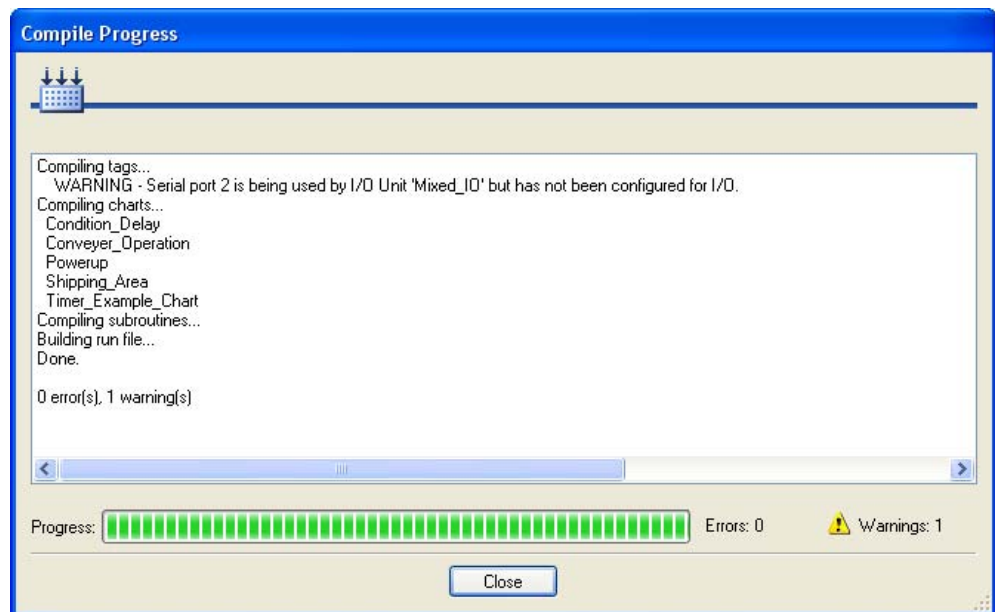 Compile Progress
Compiling tags...
WARNING - Serial port 2 is being used by I/O Unit 'Mixed_IO' but has not been configured for I/O.
Compiling charts...
Condition_Delay
Conveyer_Operation
Powerup
Shipping_Area
Timer_Example_Chart
Compiling subroutines...
Building run file...
Done.
0 error(s), 1 warning(s)
Progress: Errors: 0 Warnings: 1
Close